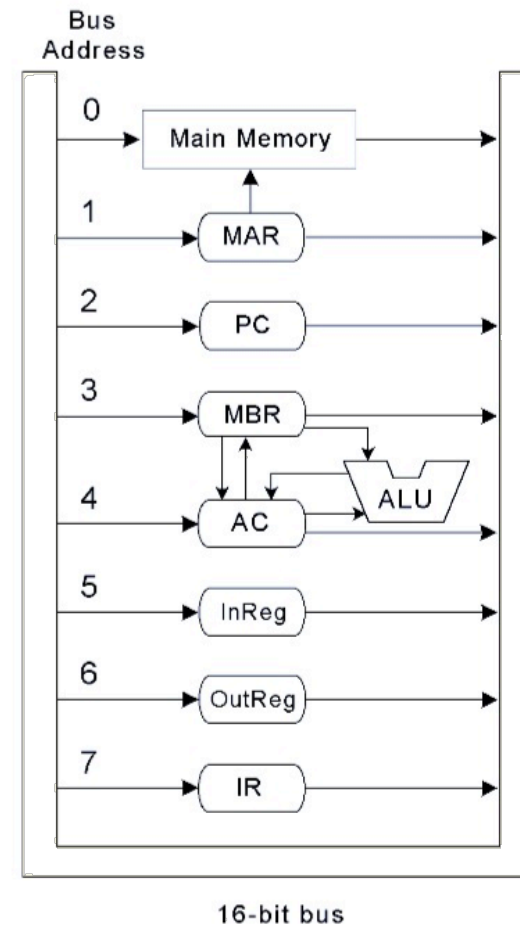 Bus
Address
0
Main Memory
1
MAR
2
PC
3
MBR
ALU
4
AC
5
InReg
6
OutReg
7
IR
16-bit bus